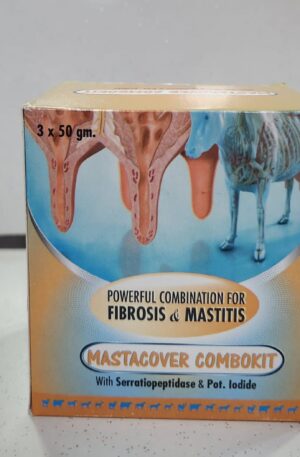 3 x 50 gm.
POWERFUL COMBINATION FOR
FIBROSIS & MASTITIS
MASTACOVER COMBOKIT
With Serratiopeptidase & Pot. Iodide